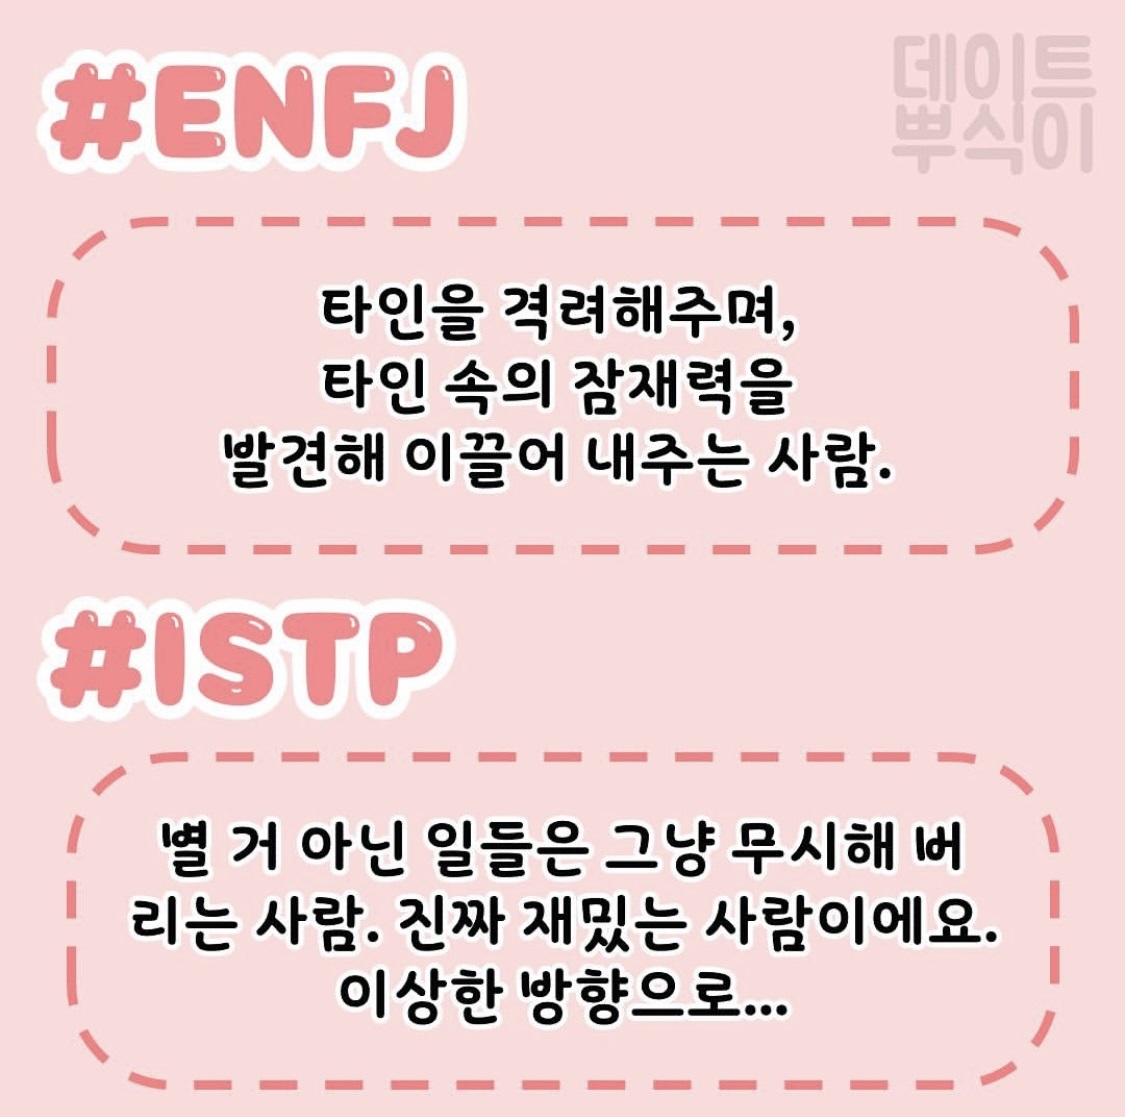 #ENFJ
데이트
뿌식이
타인을 격려해주며,
타인 속의 잠재력을
발견해 이끌어 내주는 사람.
#ISTP
별 거 아닌 일들은 그냥 무시해 버
리는 사람. 진짜 재밌는 사람이에요.
이상한 방향으로...